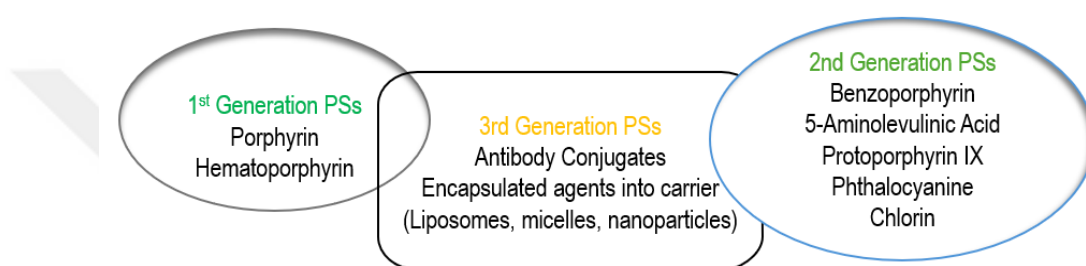 1st Generation PSs
Porphyrin
Hematoporphyrin
3rd Generation PSs
Antibody Conjugates
Encapsulated agents into carrier
(Liposomes, micelles, nanoparticles)
2nd Generation PSs
Benzoporphyrin
5-Aminolevulinic Acid
Protoporphyrin IX
Phthalocyanine
Chlorin